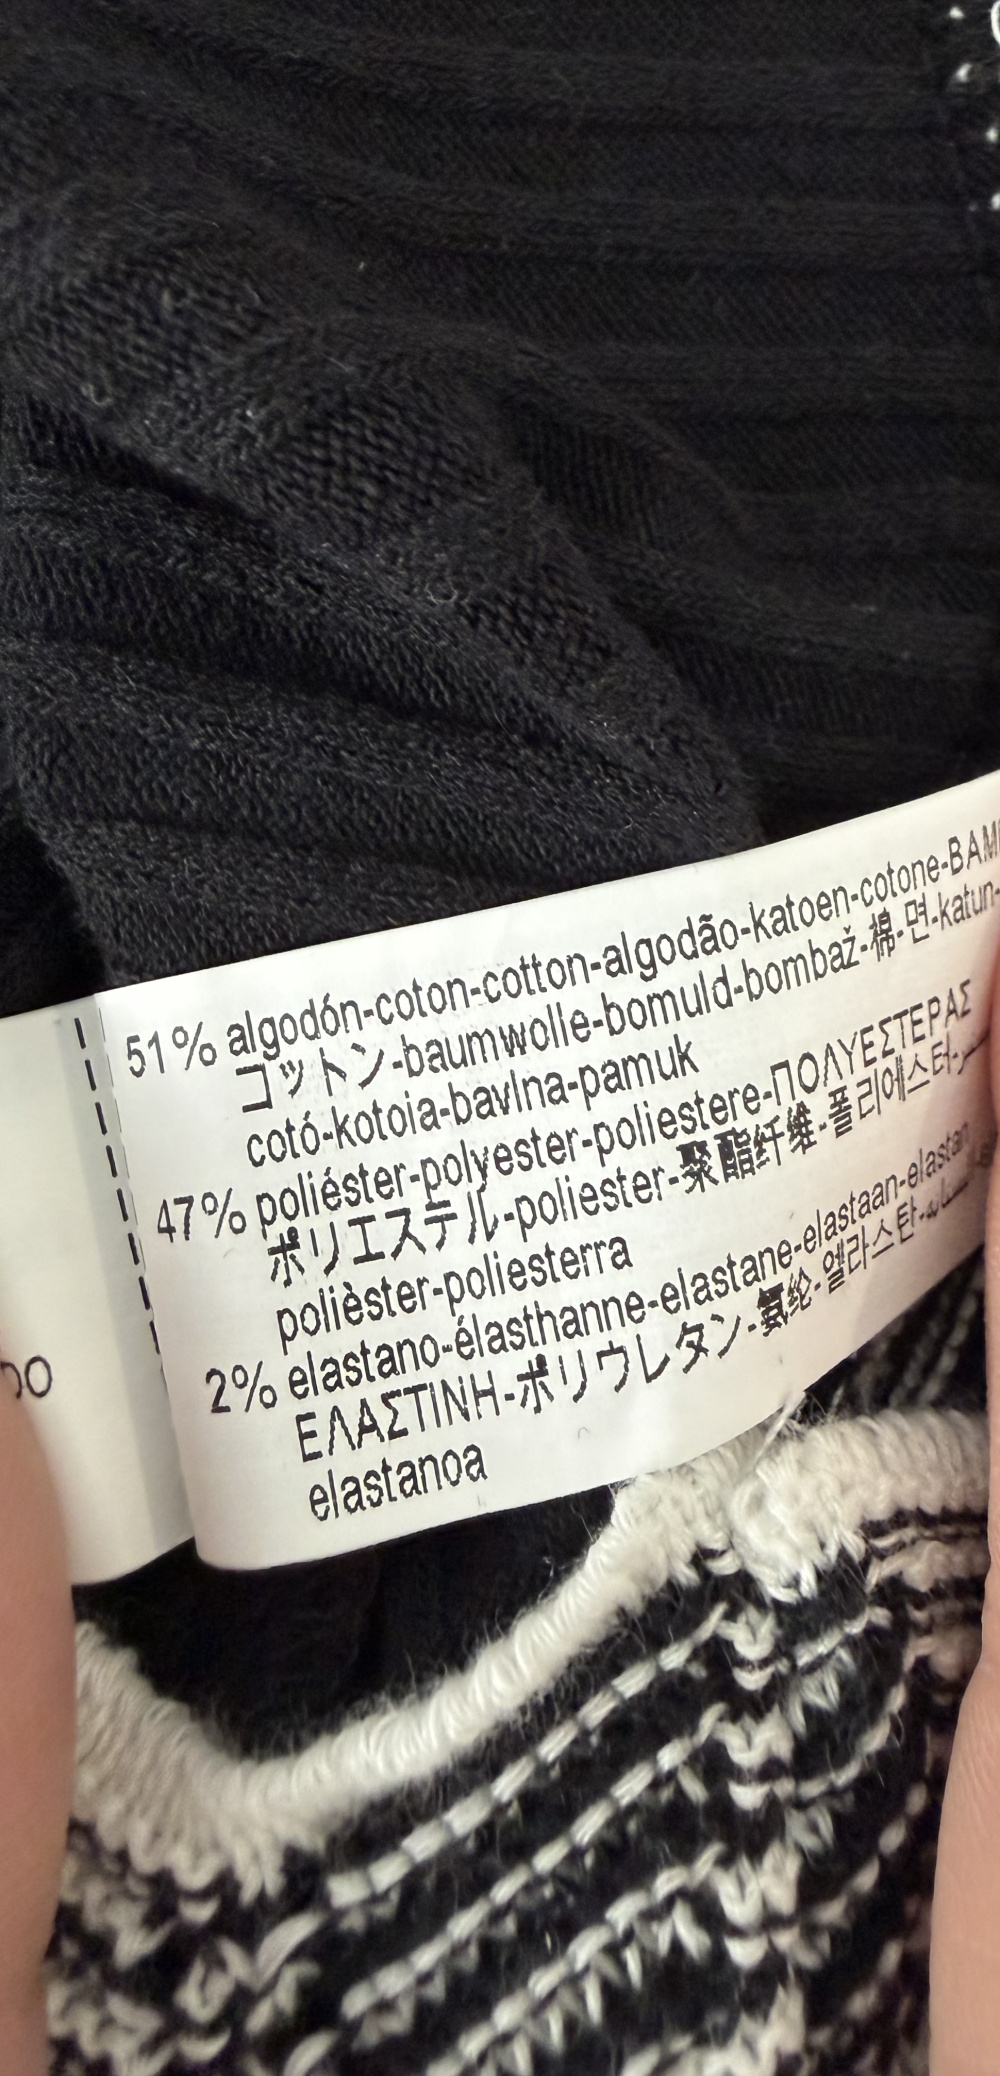 51% algodón-coton-cotton-algodão-katoen-cotone-
コットン-baumwolle-bomuld-bombaž-棉-면-katun-
cotó-kotoia-bavlna-pamuk
47% poliéster-polyester-poliestere-ΠΟΛΥΕΣΤΕΡΑΣ
ポリエステル-poliester-聚酯纤维-폴리에스터-
polièster-poliesterra
2% elastano-élasthanne-elastane-elastaan-elastan
ΕΛΑΣΤΙΝΗ-ポリウレタン-氨纶-엘라스탄-
elastanoa